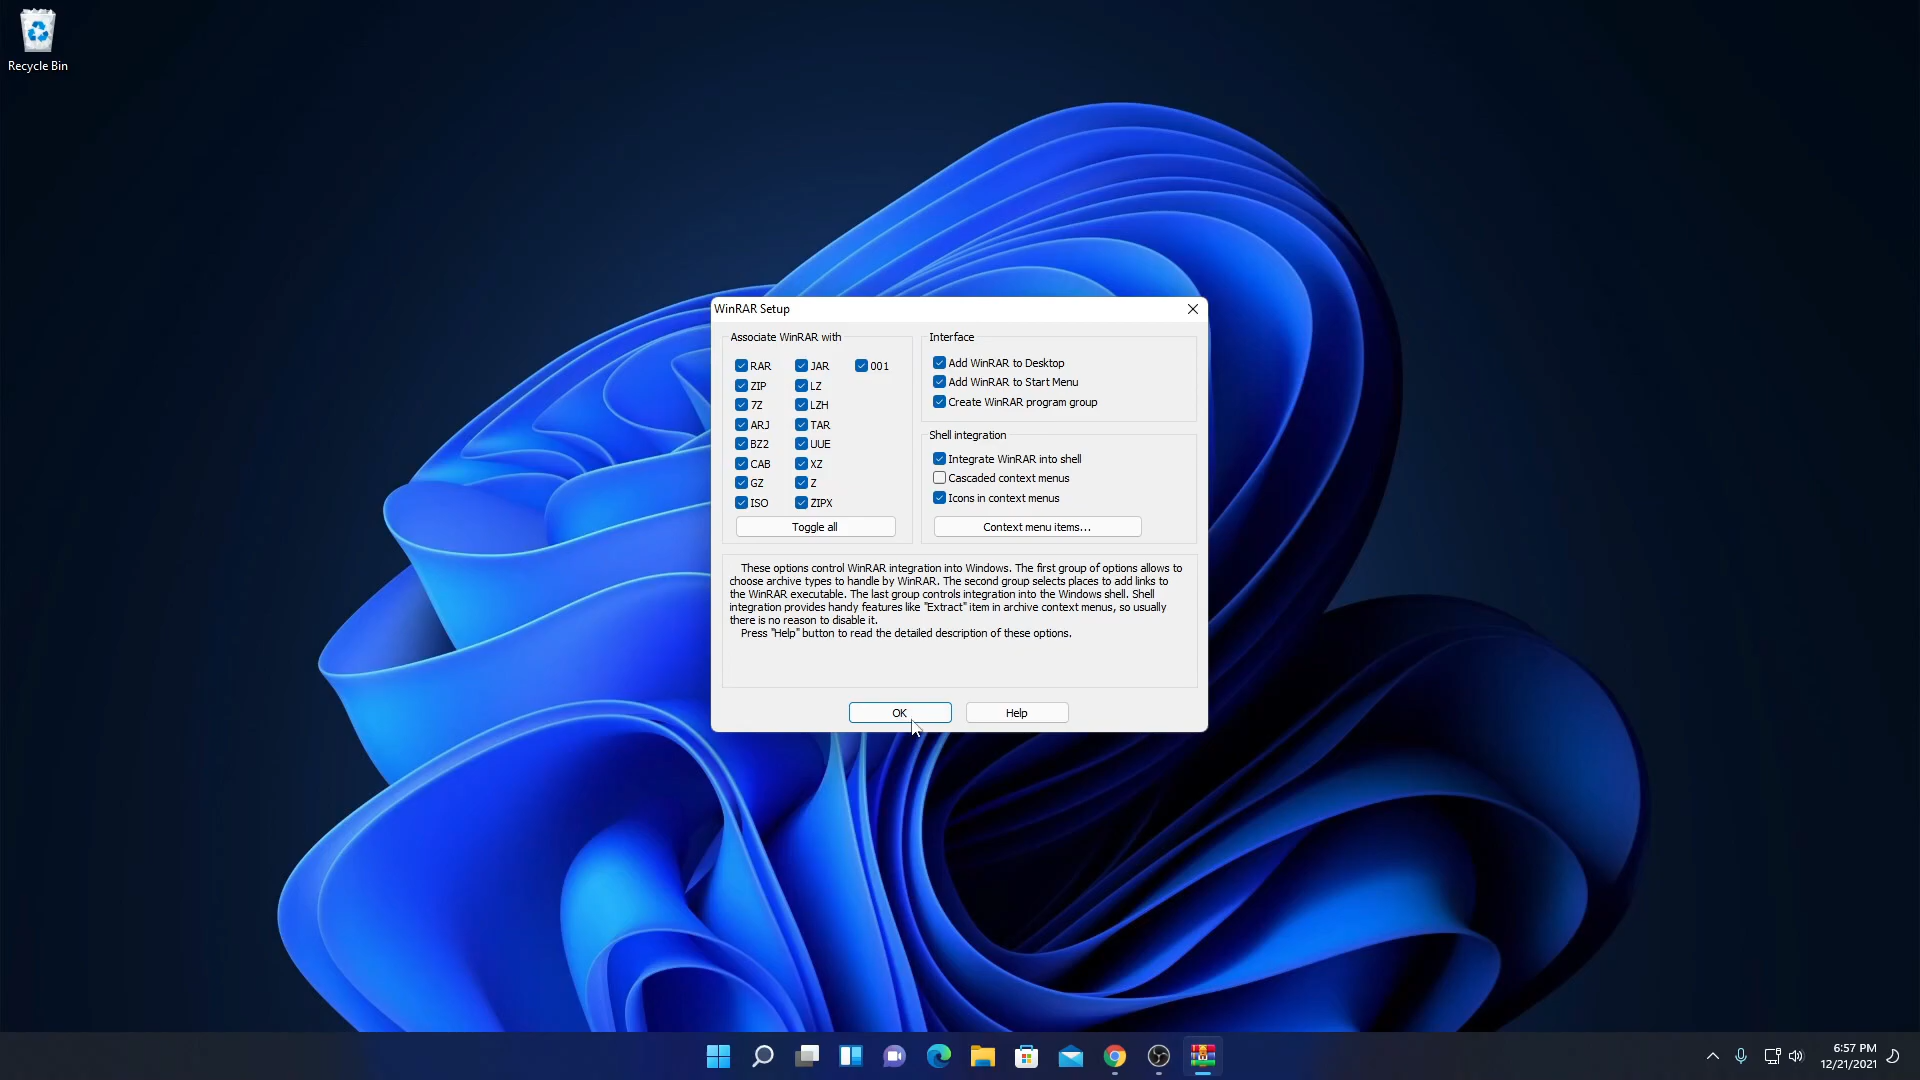 Recycle Bin
WinRAR Setup
Associate WinRAR with
RAR JAR 001
ZIP LZ
7Z LZH
ARJ TAR
BZ2 UUE
CAB XZ
GZ Z
ISO ZIPX
Toggle all
Interface
Add WinRAR to Desktop
Add WinRAR to Start Menu
Create WinRAR program group
Shell integration
Integrate WinRAR into shell
Cascaded context menus
Icons in context menus
Context menu items...
These options control WinRAR integration into Windows. The first group of options allows to
choose archive types to handle by WinRAR. The second group selects places to add links to
the WinRAR executable. The last group controls integration into the Windows shell. Shell
integration provides handy features like "Extract" item in archive context menus, so usually
there is no reason to disable it.
Press "Help" button to read the detailed description of these options.
OK
Help
6:57 PM
12/21/2021